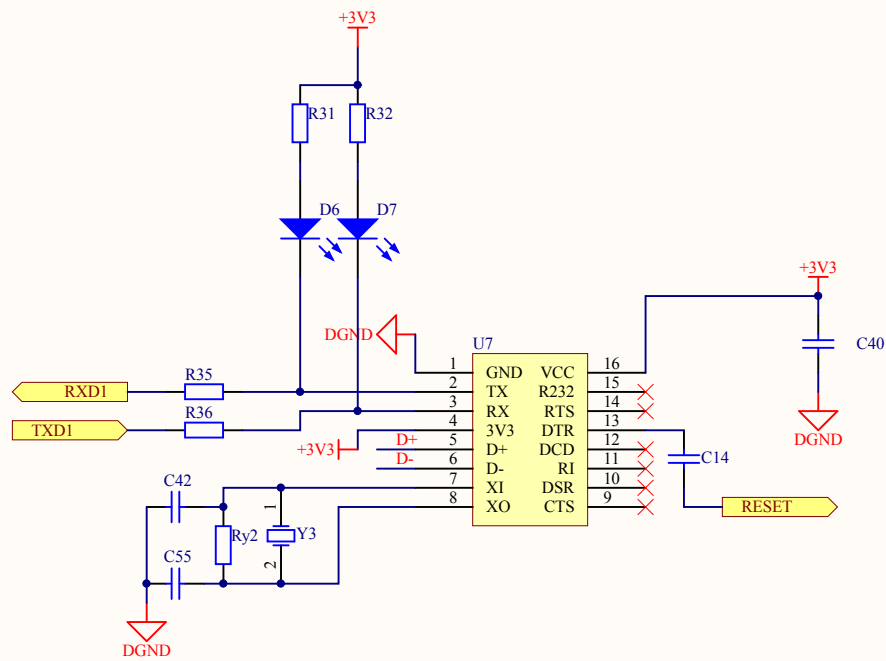 +3V3
R31
R32
D6
D7
+3V3
DGND
U7
C40
1
GND
VCC
16
R35
RXD1
2
TX
R232
15
R36
TXD1
3
RX
RTS
14
DGND
+3V3
4
3V3
DTR
13
D+
5
D+
DCD
12
C14
D-
6
D-
RI
11
C42
7
XI
DSR
10
1
8
XO
CTS
9
RESET
Ry2
Y3
C55
2
DGND